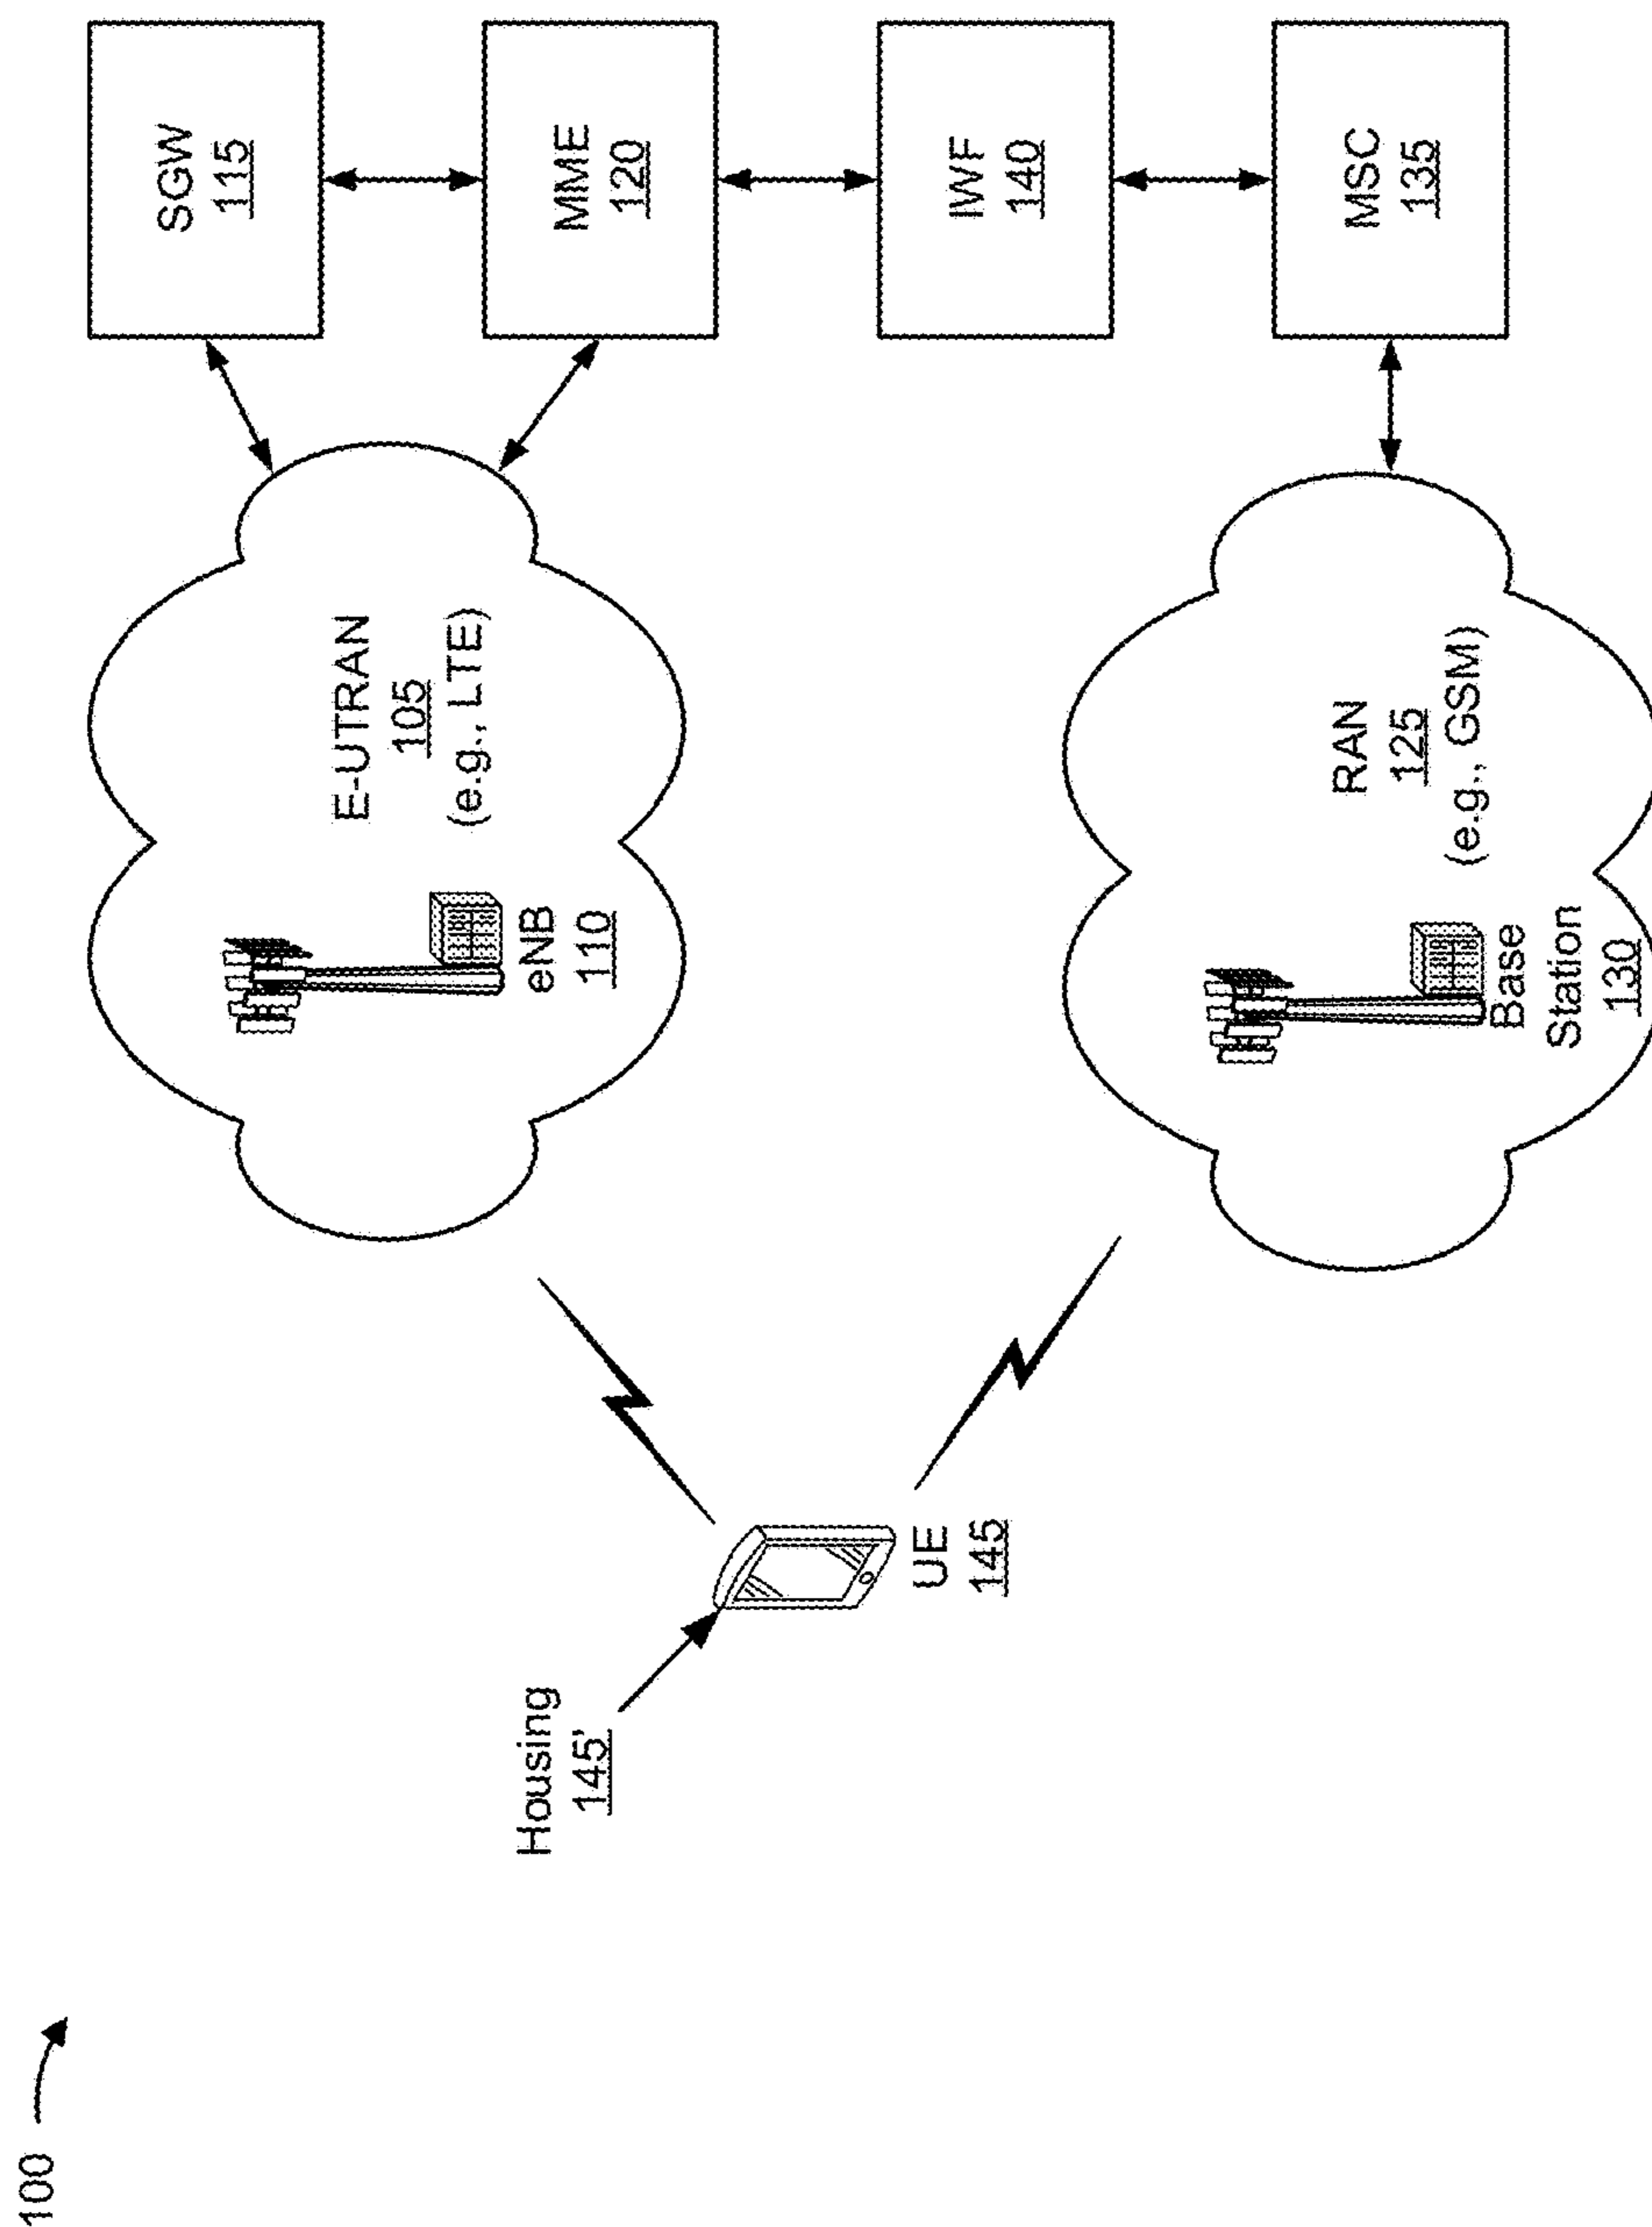 100
Housing
145'
UE
145
E-UTRAN
105
(e.g., LTE)
eNB
110
RAN
125
(e.g., GSM)
Base
Station
130
SGW
115
MME
120
IWF
140
MSC
135